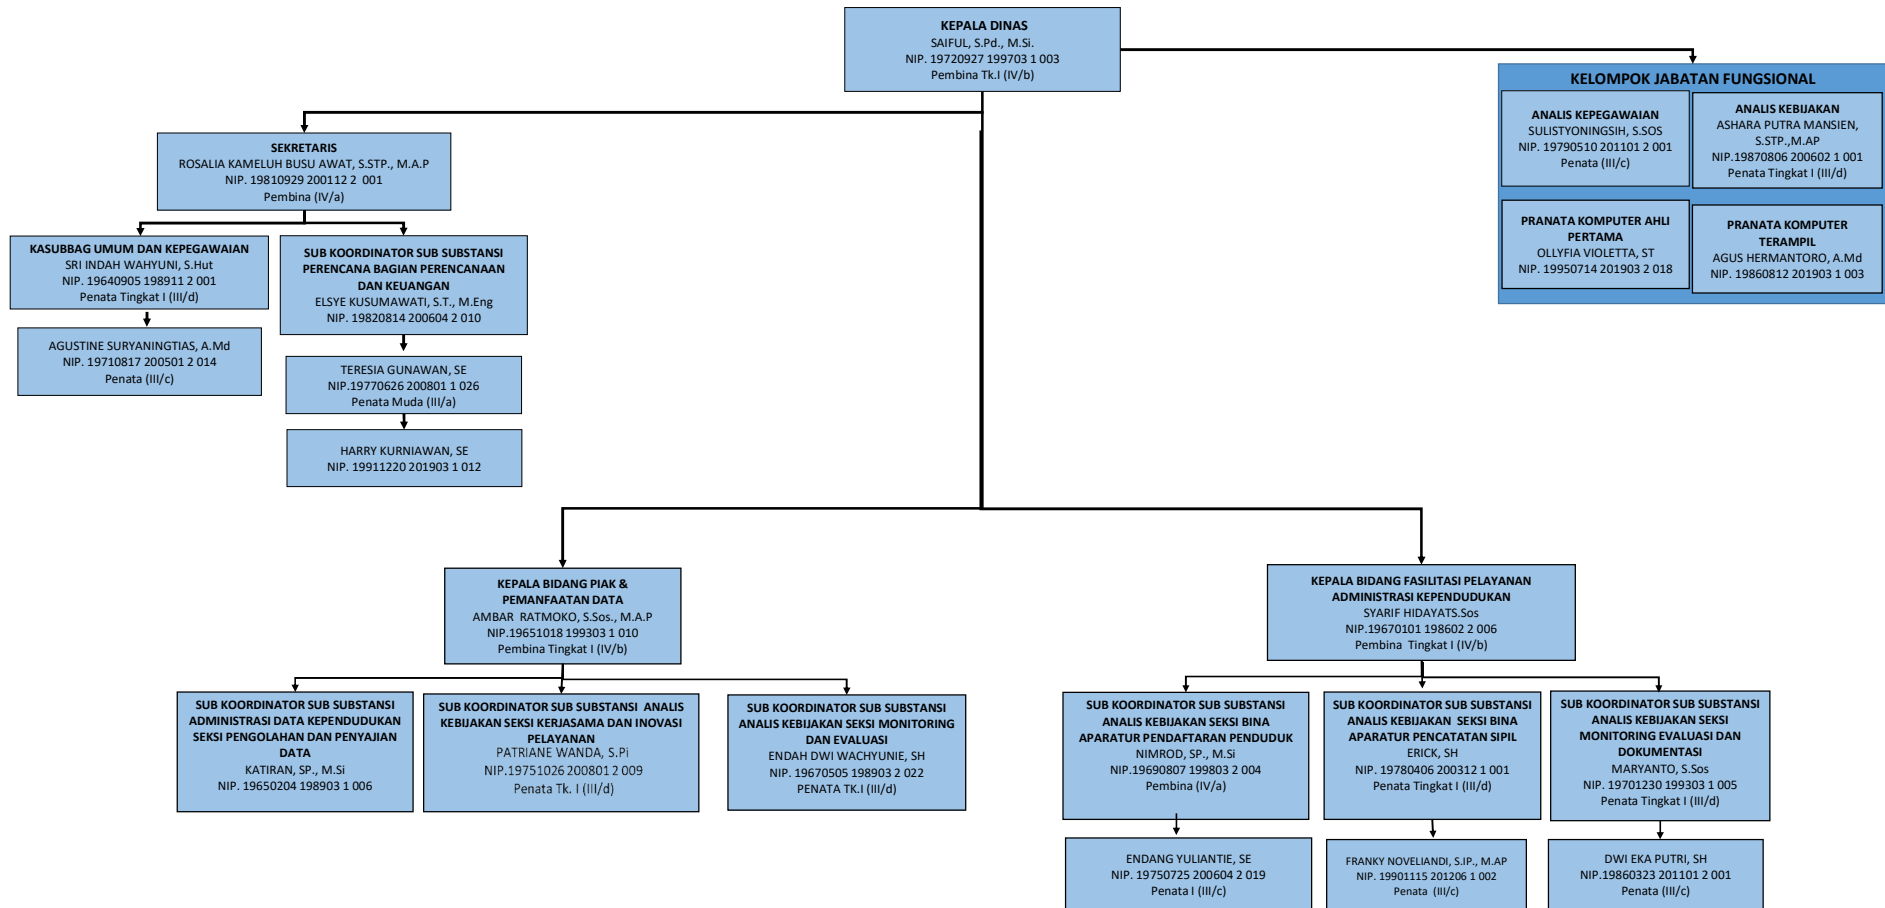 KEPALA DINAS
SAIFUL, S.Pd., M.Si.
NIP. 19720927 199703 1 003
Pembina Tk.I (IV/b)
KELOMPOK JABATAN FUNGSIONAL
ANALIS KEPEGAWAIAN
SULISTYONINGSIH, S.SOS
NIP. 19790510 201101 2 001
Penata (III/c)
ANALIS KEBIJAKAN
ASHARA PUTRA MANSIEN,
S.STP.,M.AP
NIP.19870806 200602 1 001
Penata Tingkat I (III/d)
PRANATA KOMPUTER AHLI
PERTAMA
OLLYFIA VIOLETTA, ST
NIP. 19950714 201903 2 018
PRANATA KOMPUTER
TERAMPIL
AGUS HERMANTORO, A.Md
NIP. 19860812 201903 1 003
SEKRETARIS
ROSALIA KAMELUH BUSU AWAT, S.STP., M.A.P
NIP. 19810929 200112 2 001
Pembina (IV/a)
KASUBBAG UMUM DAN KEPEGAWAIAN
SRI INDAH WAHYUNI, S.Hut
NIP. 19640905 198911 2 001
Penata Tingkat I (III/d)
SUB KOORDINATOR SUB SUBSTANSI
PERENCANA BAGIAN PERENCANAAN
DAN KEUANGAN
ELSYE KUSUMAWATI, S.T., M.Eng
NIP. 19820814 200604 2 010
AGUSTINE SURYANINGTIAS, A.Md
NIP. 19710817 200501 2 014
Penata (III/c)
TERESIA GUNAWAN, SE
NIP.19770626 200801 1 026
Penata Muda (III/a)
HARRY KURNIAWAN, SE
NIP. 19911220 201903 1 012
KEPALA BIDANG PIAK &
PEMANFAATAN DATA
AMBAR  RATMOKO, S.Sos., M.A.P
NIP.19651018 199303 1 010
Pembina Tingkat I (IV/b)
KEPALA BIDANG FASILITASI PELAYANAN
ADMINISTRASI KEPENDUDUKAN
SYARIF HIDAYATS.Sos
NIP.19670101 198602 2 006
Pembina  Tingkat I (IV/b)
SUB KOORDINATOR SUB SUBSTANSI
ADMINISTRASI DATA KEPENDUDUKAN
SEKSI PENGOLAHAN DAN PENYAJIAN
DATA
KATIRAN, SP., M.Si
NIP. 19650204 198903 1 006
SUB KOORDINATOR SUB SUBSTANSI  ANALIS
KEBIJAKAN SEKSI KERJASAMA DAN INOVASI
PELAYANAN
PATRIANE WANDA, S.Pi
NIP.19751026 200801 2 009
Penata Tk. I (III/d)
SUB KOORDINATOR SUB SUBSTANSI
ANALIS KEBIJAKAN SEKSI MONITORING
DAN EVALUASI
ENDAH DWI WACHYUNIE, SH
NIP. 19670505 198903 2 022
PENATA TK.I (III/d)
SUB KOORDINATOR SUB SUBSTANSI
ANALIS KEBIJAKAN SEKSI BINA
APARATUR PENDAFTARAN PENDUDUK
NIMROD, SP., M.Si
NIP.19690807 199803 2 004
Pembina (IV/a)
SUB KOORDINATOR SUB SUBSTANSI
ANALIS KEBIJAKAN  SEKSI BINA
APARATUR PENCATATAN SIPIL
ERICK, SH
NIP. 19780406 200312 1 001
Penata Tingkat I (III/d)
SUB KOORDINATOR SUB SUBSTANSI
ANALIS KEBIJAKAN SEKSI
MONITORING EVALUASI DAN
DOKUMENTASI
MARYANTO, S.Sos
NIP. 19701230 199303 1 005
Penata Tingkat I (III/d)
ENDANG YULIANTIE, SE
NIP. 19750725 200604 2 019
Penata I (III/c)
FRANKY NOVELIANDI, S.IP., M.AP
NIP. 19901115 201206 1 002
Penata  (III/c)
DWI EKA PUTRI, SH
NIP.19860323 201101 2 001
Penata (III/c)